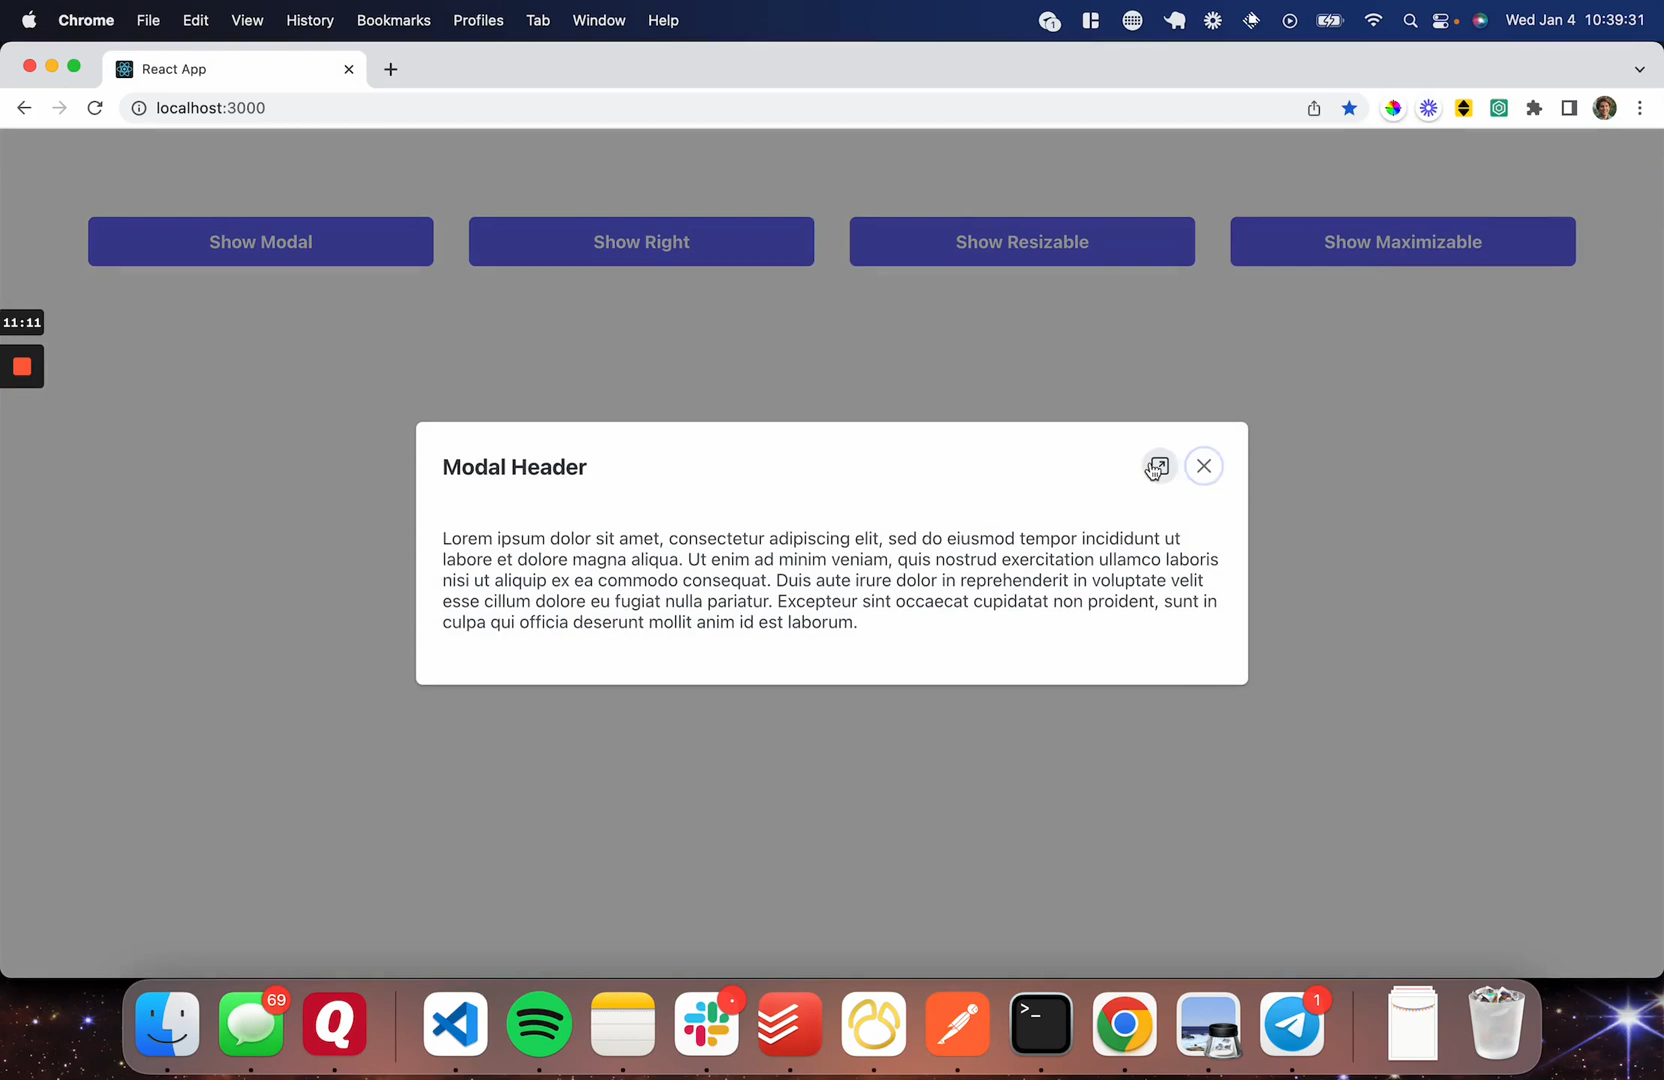 Chrome File Edit View History Bookmarks Profiles Tab Window Help 1 Wed Jan 4 10:39:31
React App
localhost:3000
Show Modal Show Right Show Resizable Show Maximizable
11:11
Modal Header
Lorem ipsum dolor sit amet, consectetur adipiscing elit, sed do eiusmod tempor incididunt ut
labore et dolore magna aliqua. Ut enim ad minim veniam, quis nostrud exercitation ullamco laboris
nisi ut aliquip ex ea commodo consequat. Duis aute irure dolor in reprehenderit in voluptate velit
esse cillum dolore eu fugiat nulla pariatur. Excepteur sint occaecat cupidatat non proident, sunt in
culpa qui officia deserunt mollit anim id est laborum.
69 Q >_ 1